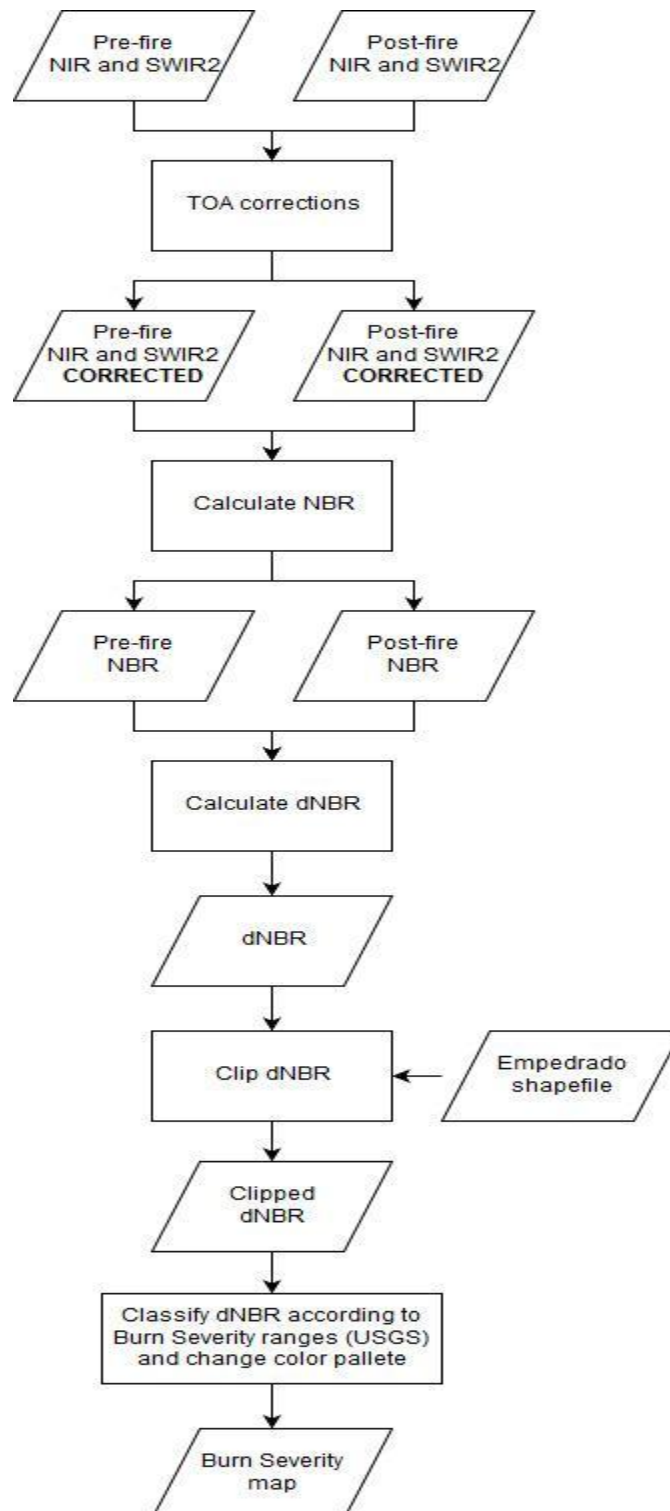 Pre-fire
NIR and SWIR2
Post-fire
NIR and SWIR2
TOA corrections
Pre-fire
NIR and SWIR2
CORRECTED
Post-fire
NIR and SWIR2
CORRECTED
Calculate NBR
Pre-fire
NBR
Post-fire
NBR
Calculate dNBR
dNBR
Clip dNBR
Empedrado
shapefile
Clipped
dNBR
Classify dNBR according to
Burn Severity ranges (USGS)
and change color pallete
Burn Severity
map